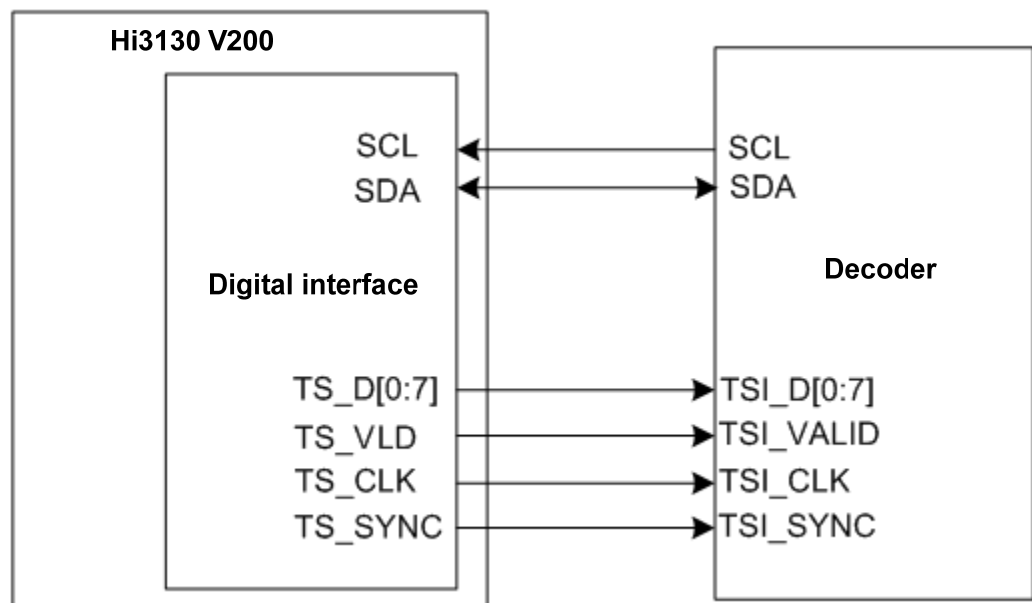 Hi3130 V200
SCL
SDA
Digital interface
TS_D[0:7]
TS_VLD
TS_CLK
TS_SYNC
SCL
SDA
Decoder
TSI_D[0:7]
TSI_VALID
TSI_CLK
TSI_SYNC